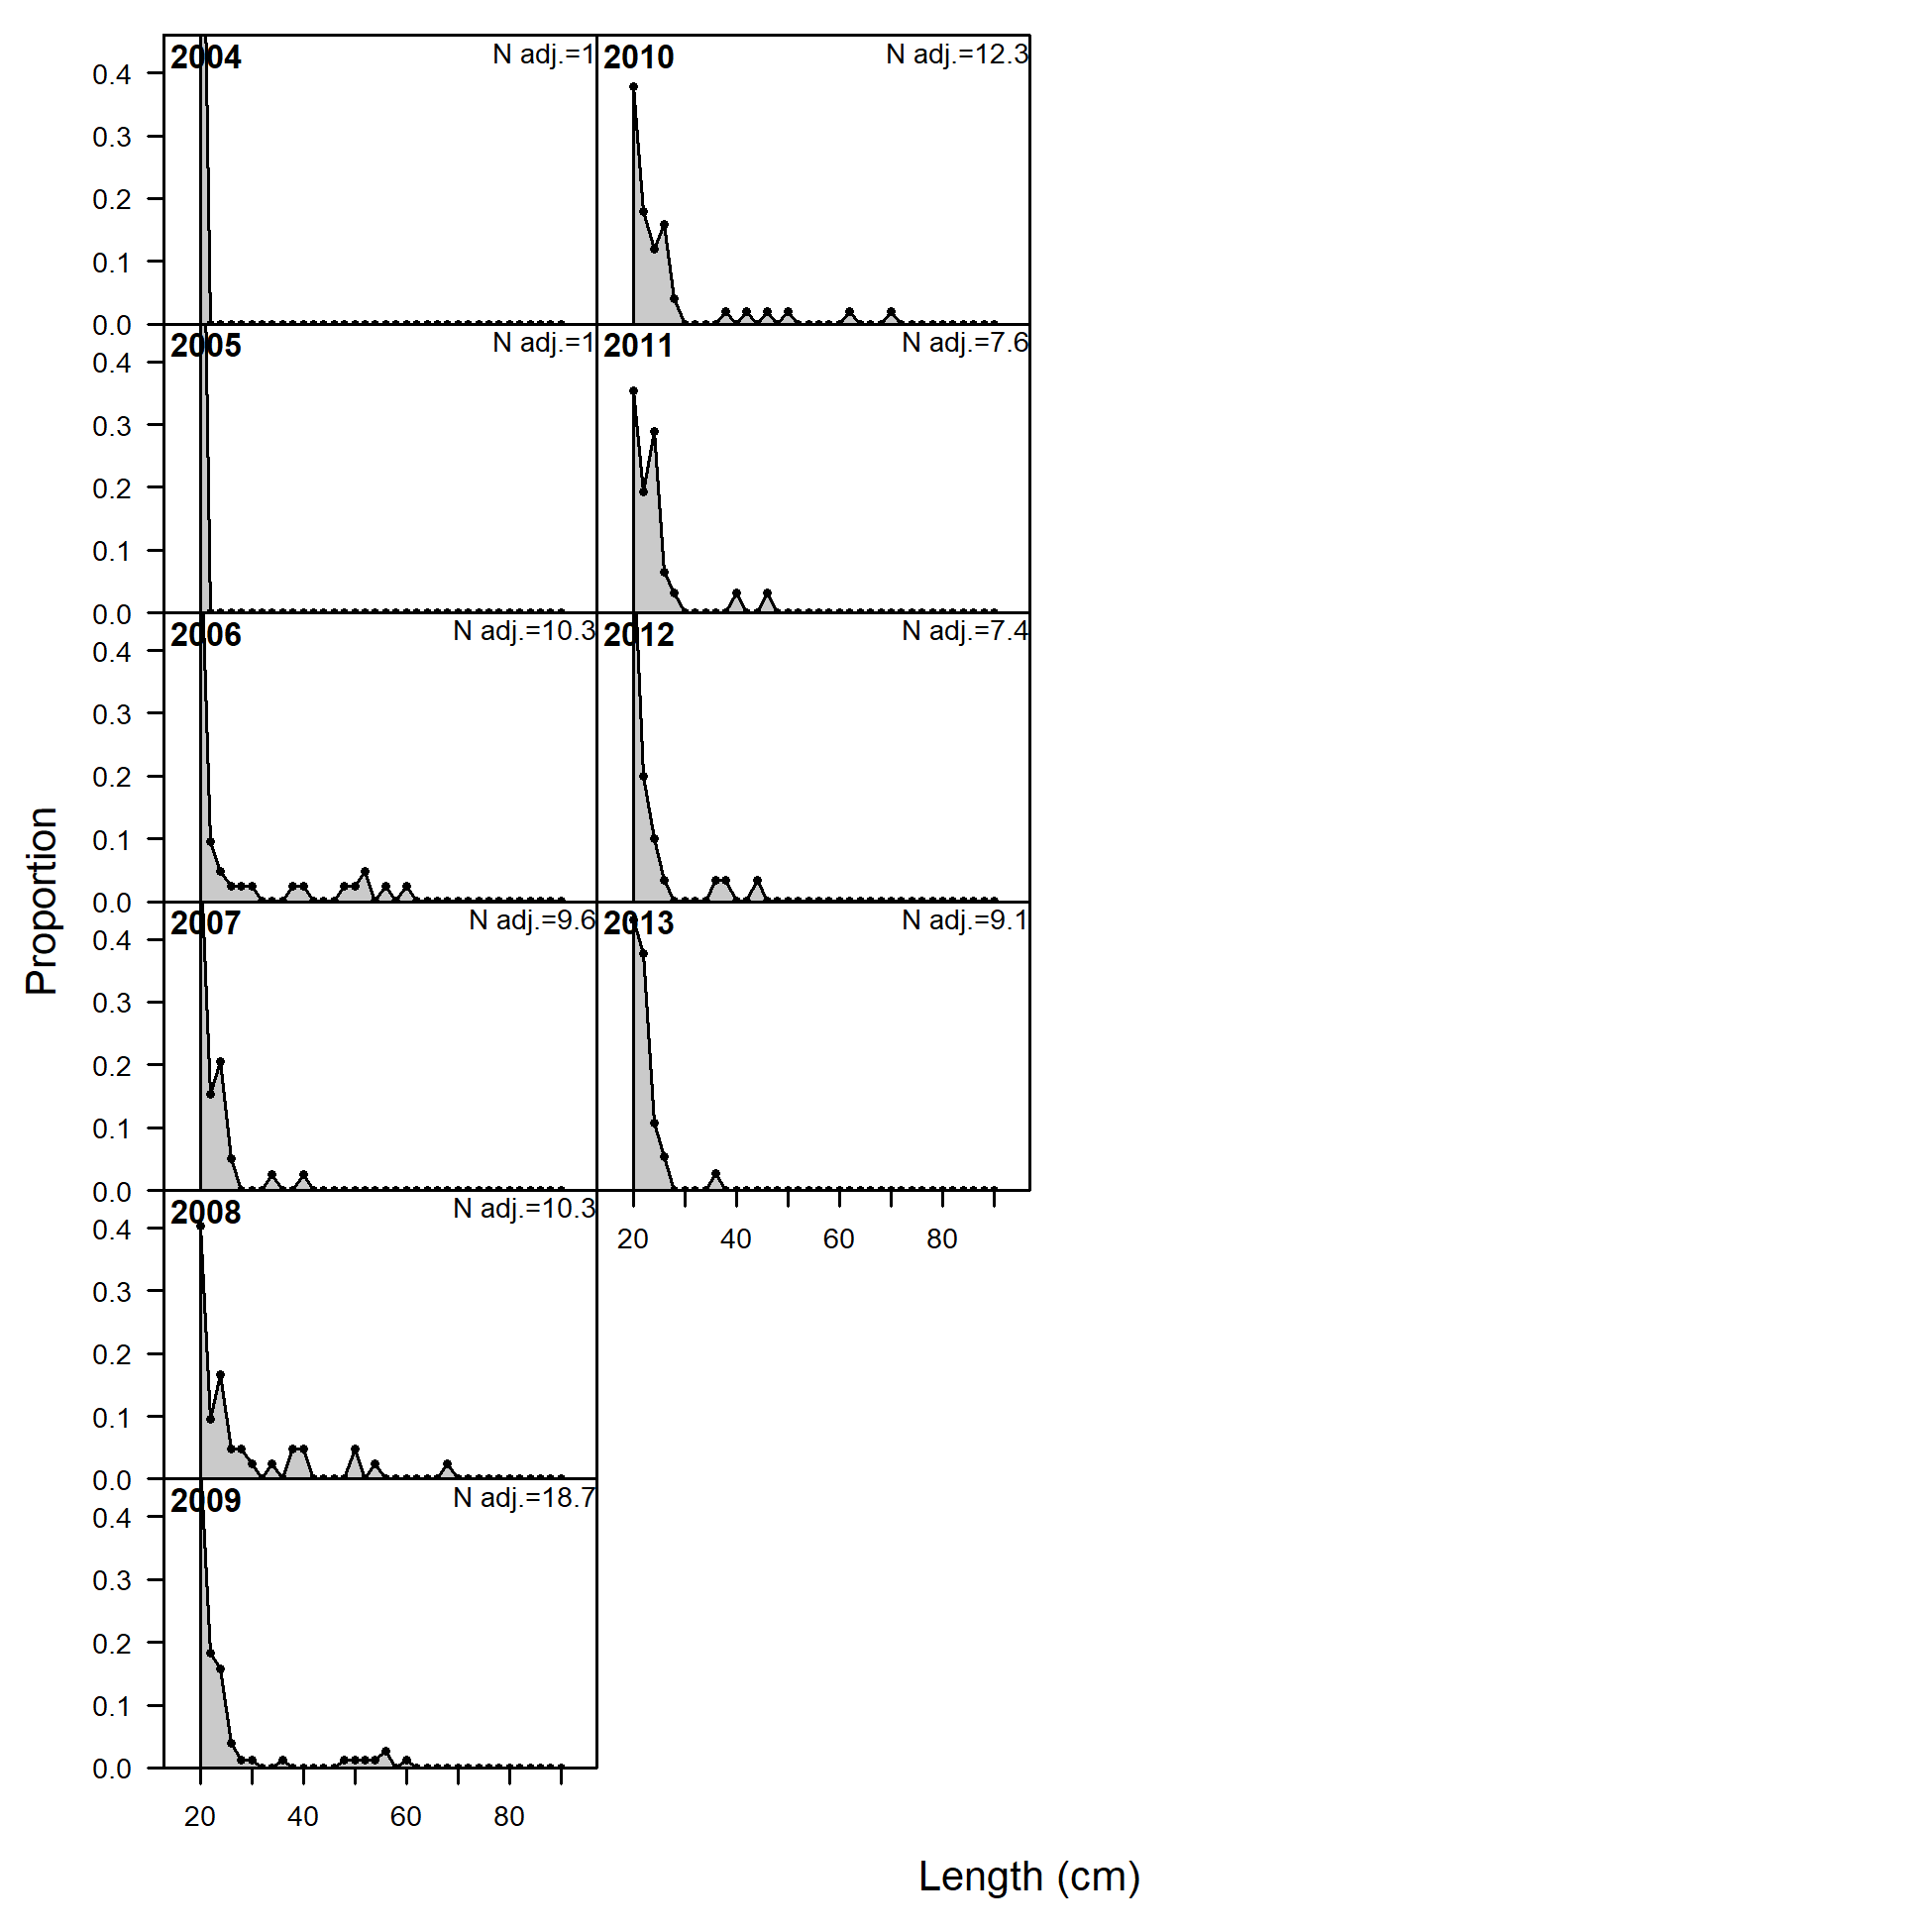 Proportion
2004 N adj.=1
0.4
0.3
0.2
0.1
0.0
2005 N adj.=1
0.4
0.3
0.2
0.1
0.0
2006 N adj.=10.3
0.4
0.3
0.2
0.1
0.0
2007 N adj.=9.6
0.4
0.3
0.2
0.1
0.0
2008 N adj.=10.3
0.4
0.3
0.2
0.1
0.0
2009 N adj.=18.7
0.4
0.3
0.2
0.1
0.0
20 40 60 80
2010 N adj.=12.3
2011 N adj.=7.6
2012 N adj.=7.4
2013 N adj.=9.1
20 40 60 80
Length (cm)